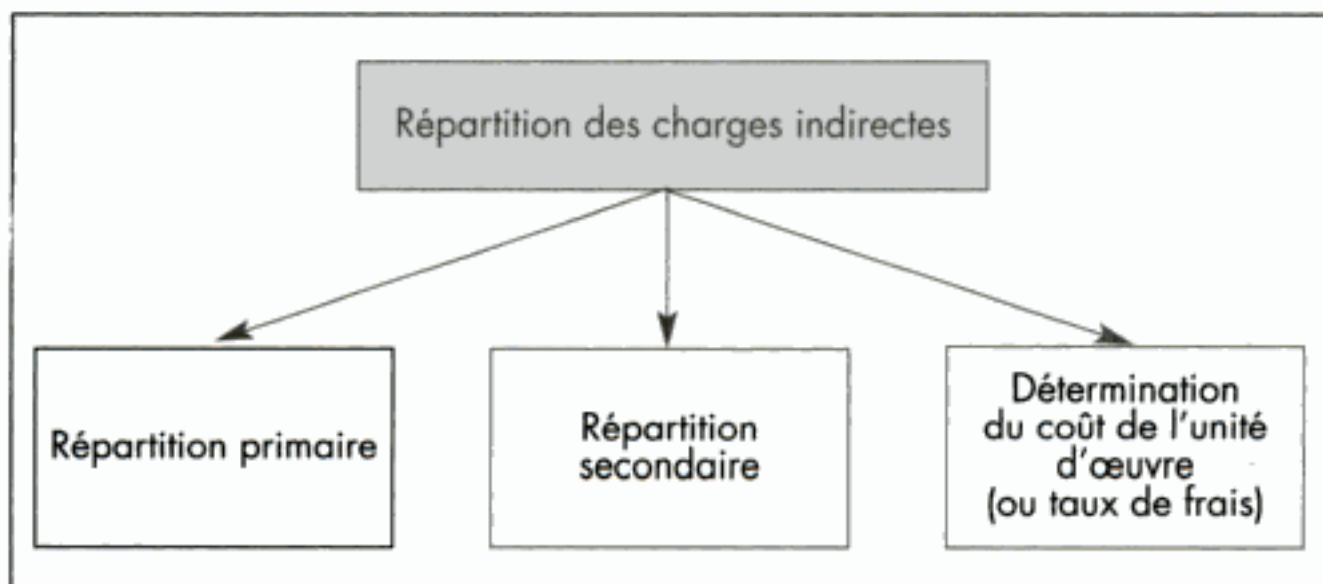 Répartition des charges indirectes
Répartition primaire
Répartition
secondaire
Détermination
du coût de l'unité
d'œuvre
(ou taux de frais)